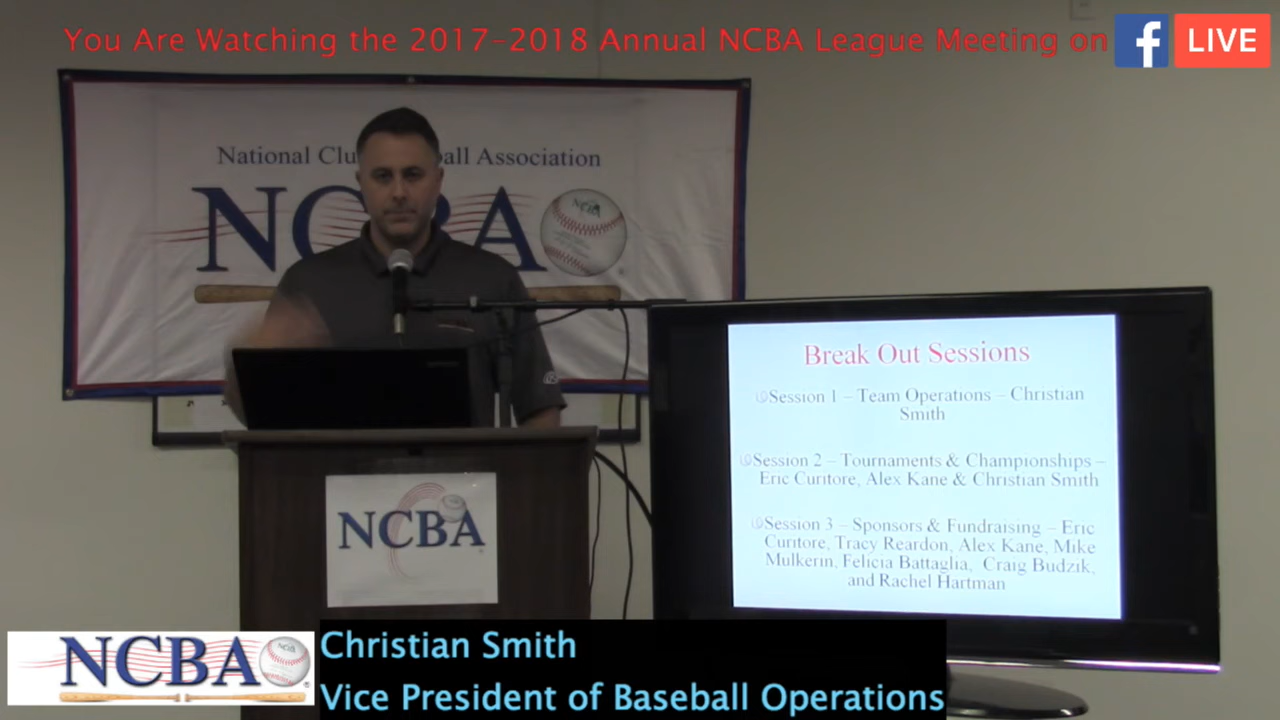 You Are Watching the 2017-2018 Annual NCBA League Meeting on f LIVE
National Clu all Association
NCBA
Break Out Sessions
Session 1 – Team Operations – Christian
Smith
Session 2 – Tournaments & Championships –
Eric Curitore, Alex Kane & Christian Smith
Session 3 – Sponsors & Fundraising – Eric
Curitore, Tracy Reardon, Alex Kane, Mike
Mulkerin, Felicia Battaglia, Craig Budzik,
and Rachel Hartman
NCBA
NCBA
Christian Smith
Vice President of Baseball Operations